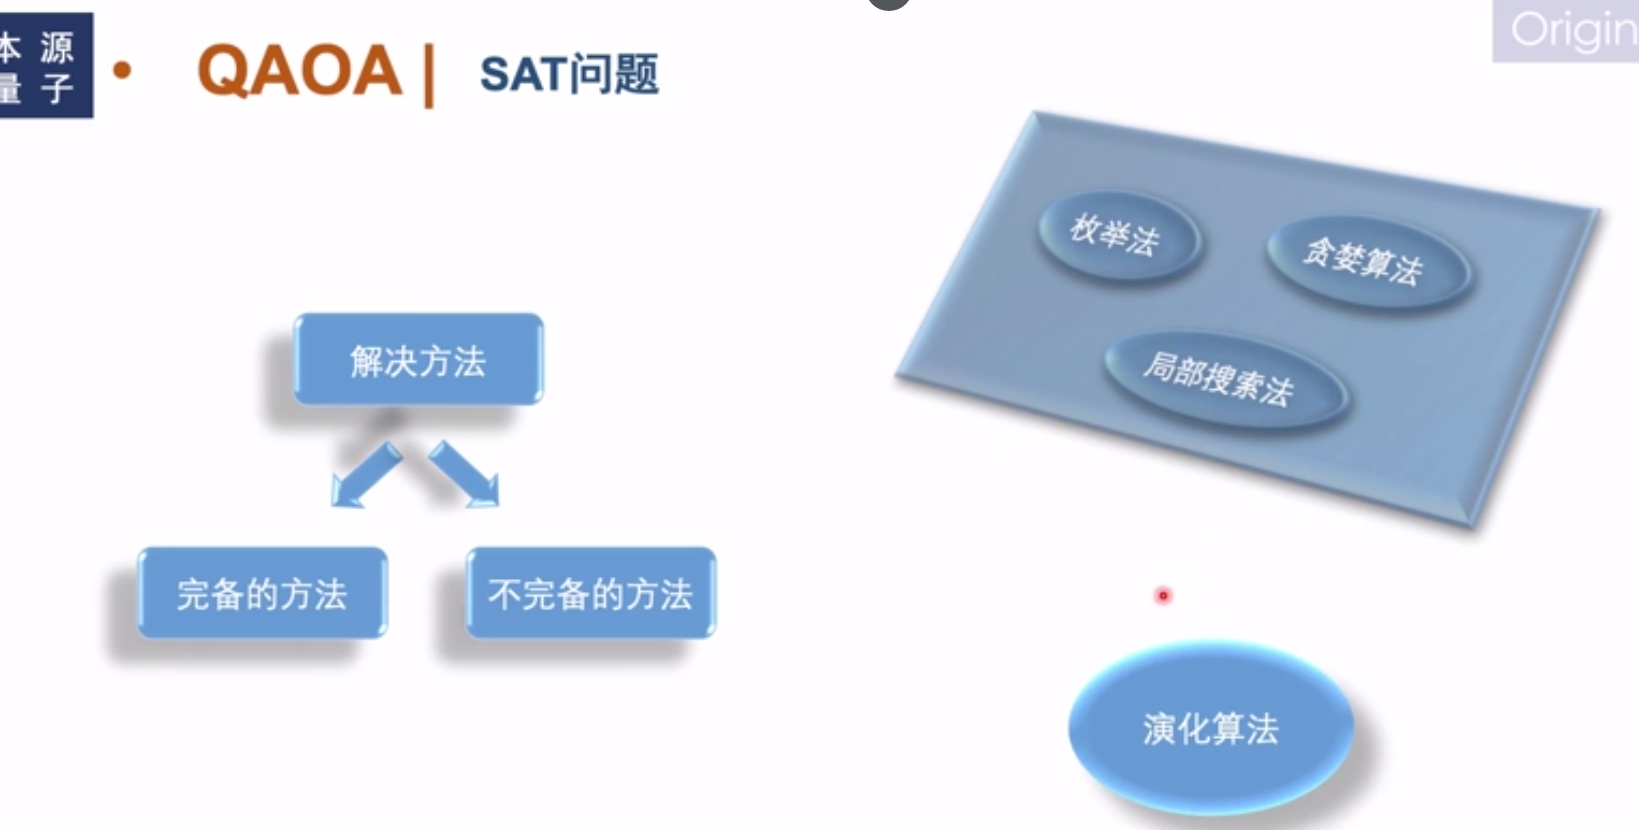 本源
量子
• QAOA | SAT问题
Origin
枚举法
贪婪算法
局部搜索法
解决方法
完备的方法
不完备的方法
演化算法